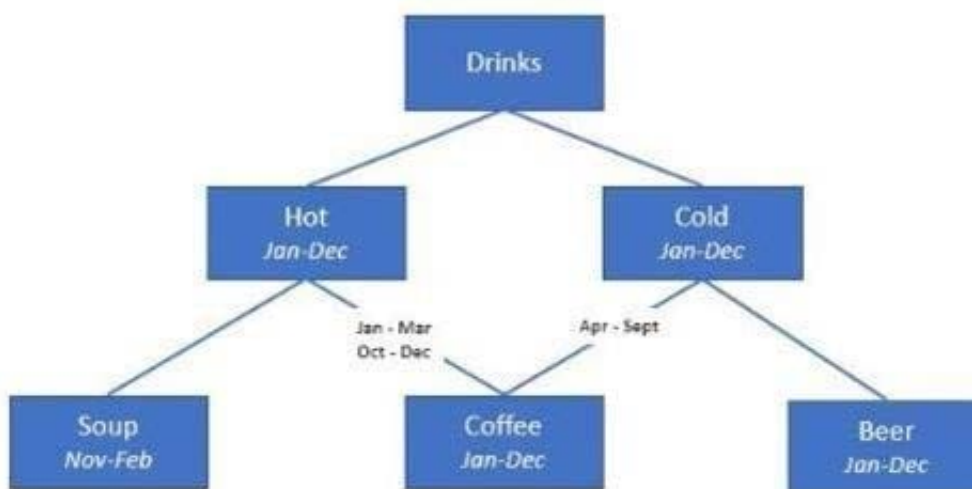 Drinks
Hot
Jan-Dec
Cold
Jan-Dec
Jan - Mar
Oct - Dec
Apr - Sept
Soup
Nov-Feb
Coffee
Jan-Dec
Beer
Jan-Dec